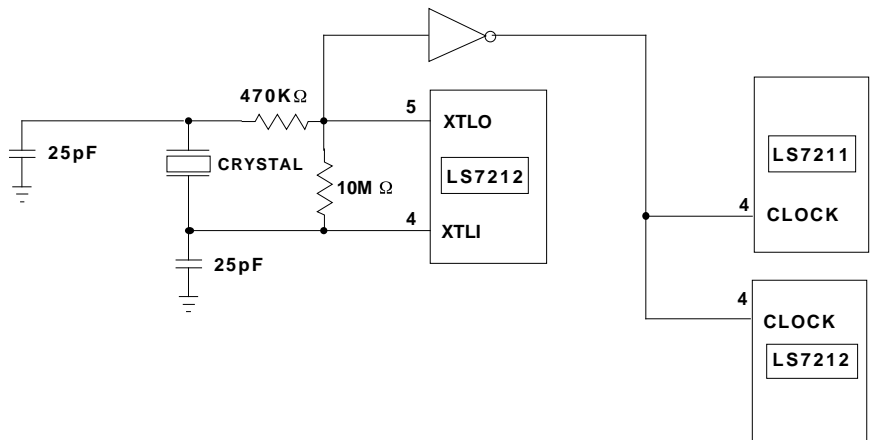 470KΩ
5
XTLO
25pF
CRYSTAL
LS7212
10M Ω
4
XTLI
25pF
LS7211
4
CLOCK
4
CLOCK
LS7212